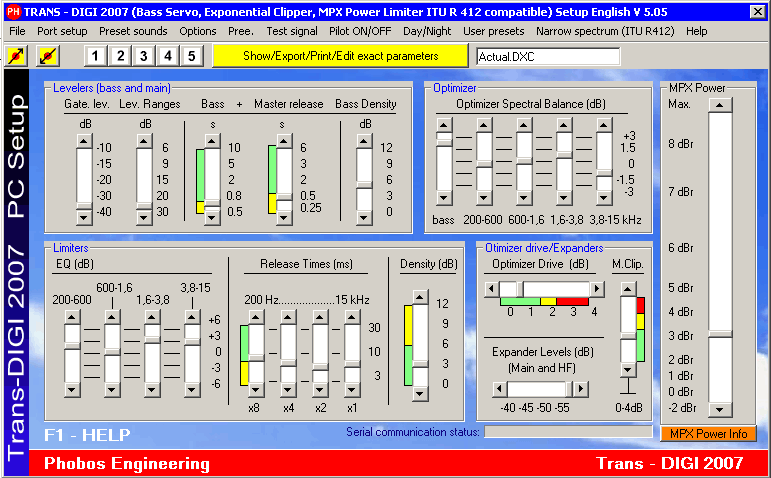 PH TRANS - DIGI 2007 (Bass Servo, Exponential Clipper, MPX Power Limiter ITU R 412 compatible) Setup English V 5.05
File Port setup Preset sounds Options Pree. Test signal Pilot ON/OFF Day/Night User presets Narrow spectrum (ITU R412) Help
1 2 3 4 5 Show/Export/Print/Edit exact parameters Actual.DXC
Trans-DIGI 2007 PC Setup
Levelers (bass and main)
Gate. lev. Lev. Ranges Bass + Master release Bass Density
dB dB s s dB
-10 6 10 6 12
-15 9 5 3 9
-20 15 2 2 6
-30 20 0.8 0.5 3
-40 30 0.5 0.25 0
Optimizer
Optimizer Spectral Balance (dB)
+3
1.5
0
-1.5
-3
bass 200-600 600-1,6 1,6-3,8 3,8-15 kHz
MPX Power
Max.
8 dBr
7 dBr
6 dBr
5 dBr
4 dBr
3 dBr
2 dBr
1 dBr
0 dBr
-2 dBr
MPX Power Info
Limiters
EQ (dB)
600-1,6 3,8-15
200-600 1,6-3,8
+6
+3
0
-3
-6
Release Times (ms)
200 Hz...................15 kHz
30
10
3
x8 x4 x2 x1
Density (dB)
12
9
6
3
0
Otimizer drive/Expanders
Optimizer Drive (dB) M.Clip.
0 1 2 3 4
Expander Levels (dB)
(Main and HF)
-40 -45 -50 -55 0-4dB
F1 - HELP
Serial communication status:
Phobos Engineering Trans - DIGI 2007